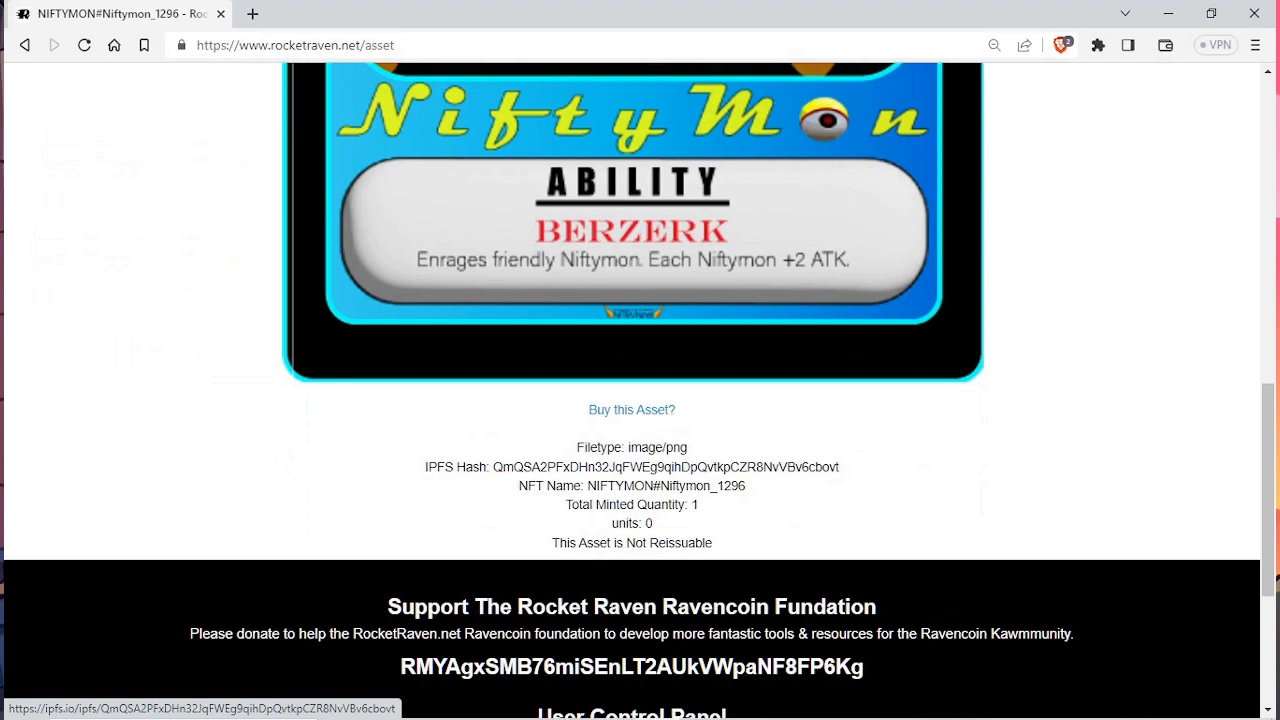 NIFTYMON#Niftymon_1296 - Roc
https://www.rocketraven.net/asset
2
VPN
NiftyMon
ABILITY
BERZERK
Enrages friendly Niftymon. Each Niftymon +2 ATK.
Buy this Asset?
Filetype: image/png
IPFS Hash: QmQSA2PFxDHn32JqFWEg9qihDpQvtkpCZR8NvVBv6cbovt
NFT Name: NIFTYMON#Niftymon_1296
Total Minted Quantity: 1
units: 0
This Asset is Not Reissuable
Support The Rocket Raven Ravencoin Fundation
Please donate to help the RocketRaven.net Ravencoin foundation to develop more fantastic tools & resources for the Ravencoin Kawmmunity.
RMYAgxSMB76miSEnLT2AUkVWpaNF8FP6Kg
User Control Panel
https://ipfs.io/ipfs/QmQSA2PFxDHn32JqFWEg9qihDpQvtkpCZR8NvVBv6cbovt